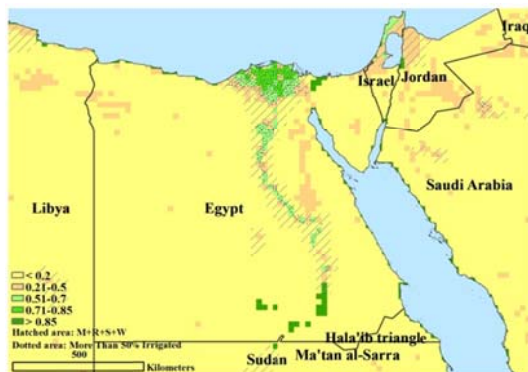 Iraq
Israel
Jordan
Saudi Arabia
Libya
Egypt
< 0.2
0.21-0.5
0.51-0.7
0.71-0.85
> 0.85
Hatched area: M+R+S+W
Dotted area: More Than 50% Irrigated
500
Kilometers
Hala'ib triangle
Sudan
Ma'tan al-Sarra